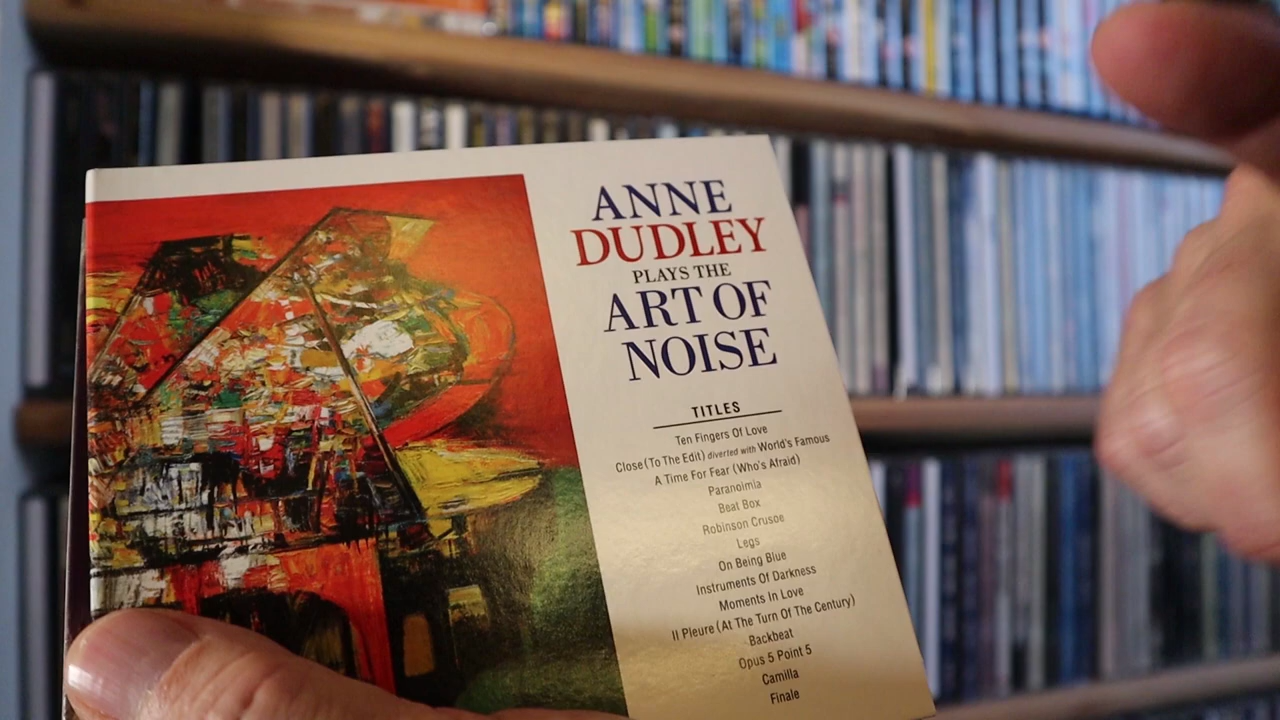 ANNE
DUDLEY
PLAYS THE
ART OF
NOISE
TITLES
Ten Fingers Of Love
Close (To The Edit) diverted with World's Famous
A Time For Fear (Who's Afraid)
Paranoimia
Beat Box
Robinson Crusoe
Legs
On Being Blue
Instruments Of Darkness
Moments In Love
Il Pleure (At The Turn Of The Century)
Backbeat
Opus 5 Point 5
Camilla
Finale